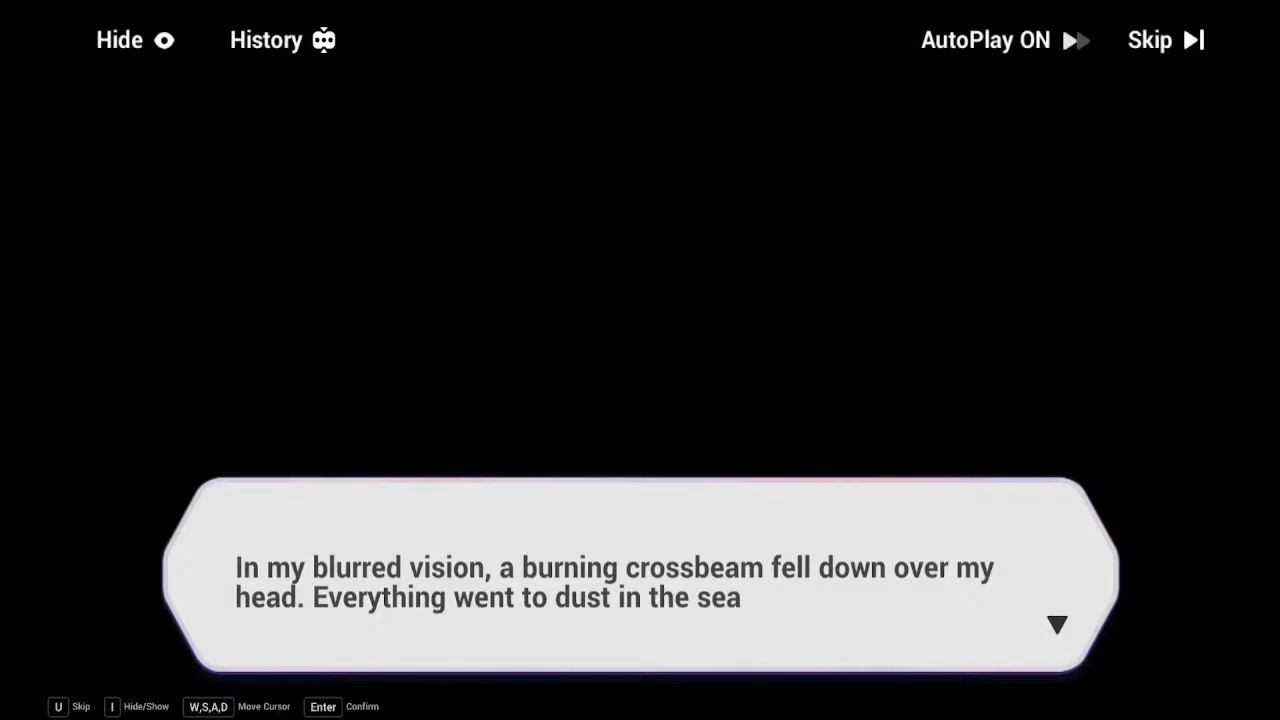 Hide
History
AutoPlay ON
Skip
In my blurred vision, a burning crossbeam fell down over my
head. Everything went to dust in the sea
U Skip
I Hide/Show
W,S,A,D Move Cursor
Enter Confirm